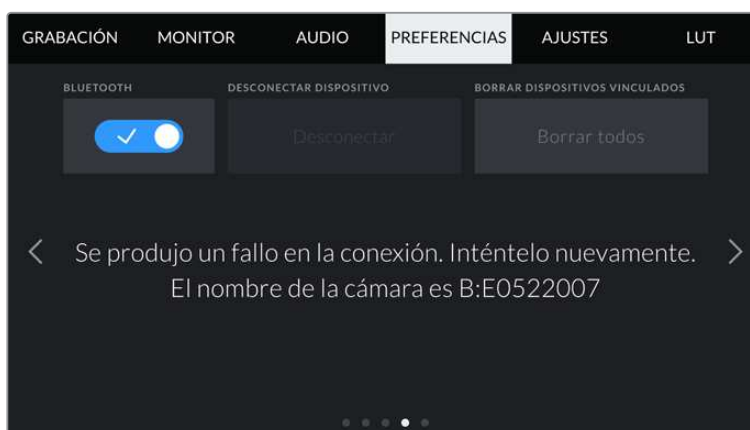 GRABACIÓN MONITOR AUDIO PREFERENCIAS AJUSTES LUT
BLUETOOTH DESCONECTAR DISPOSITIVO BORRAR DISPOSITIVOS VINCULADOS
Desconectar Borrar todos
Se produjo un fallo en la conexión. Inténtelo nuevamente.
El nombre de la cámara es B:E0522007